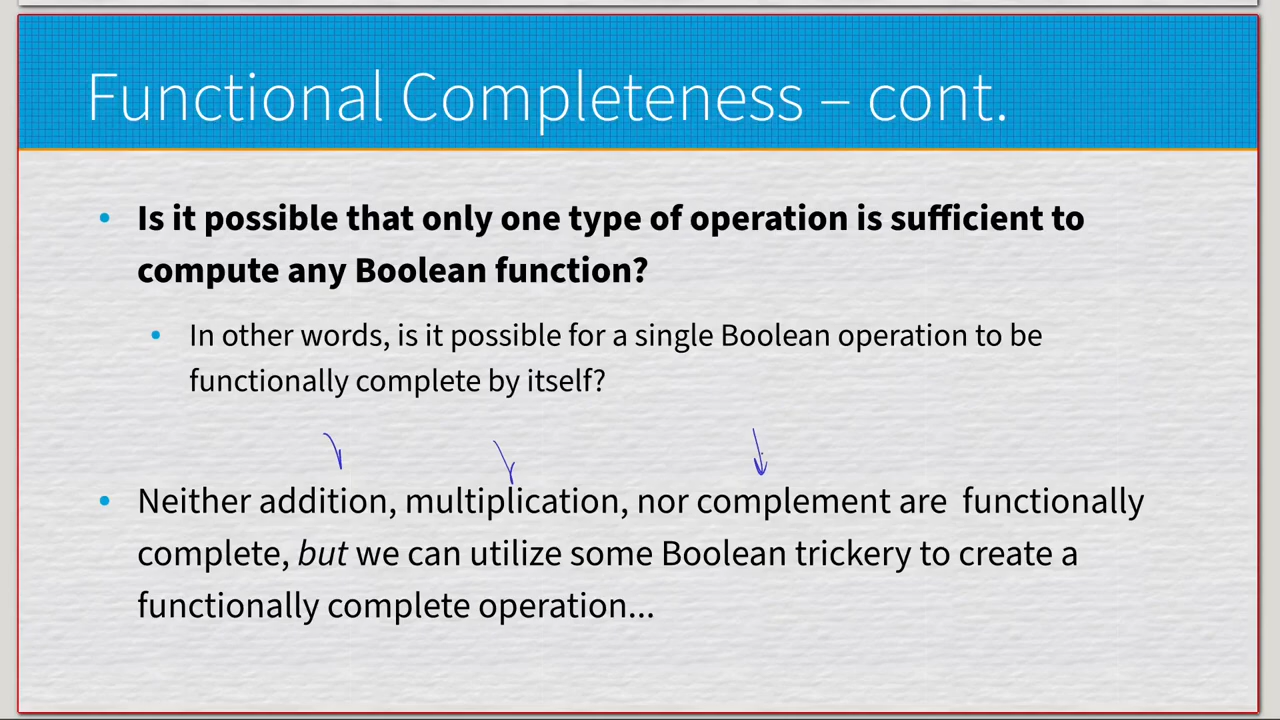 Functional Completeness – cont.
• Is it possible that only one type of operation is sufficient to
compute any Boolean function?
• In other words, is it possible for a single Boolean operation to be
functionally complete by itself?
• Neither addition, multiplication, nor complement are functionally
complete, but we can utilize some Boolean trickery to create a
functionally complete operation...